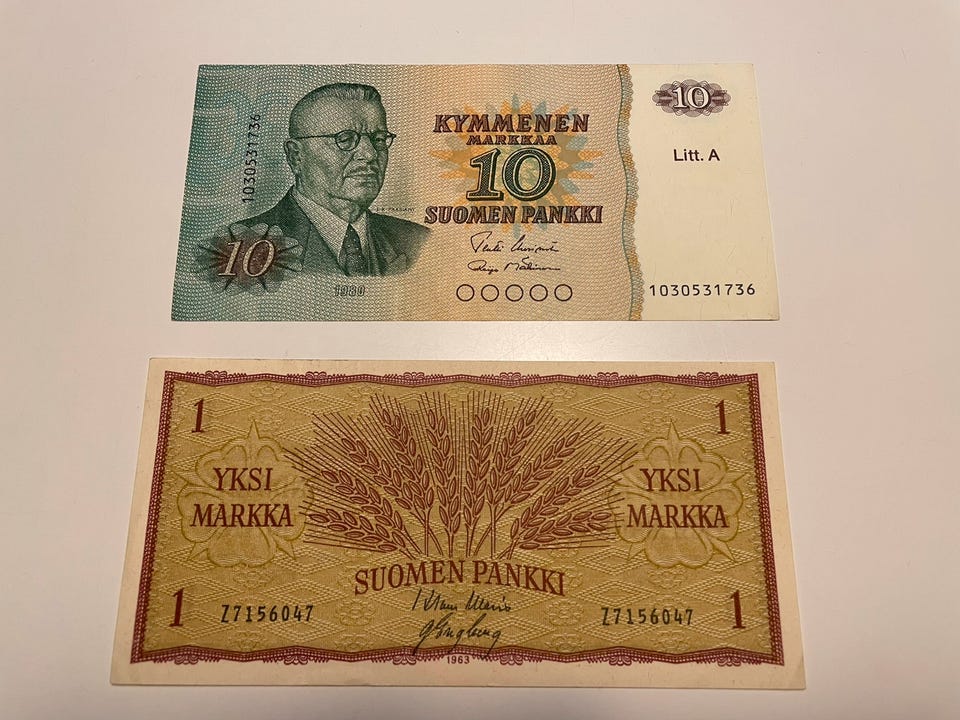 1030531736
10
KYMMENEN
MARKKAA
10
SUOMEN PANKKI
10
1980
Litt. A
1030531736
1
1
YKSI
MARKKA
YKSI
MARKKA
SUOMEN PANKKI
1
Z7156047
Z7156047
1
1963